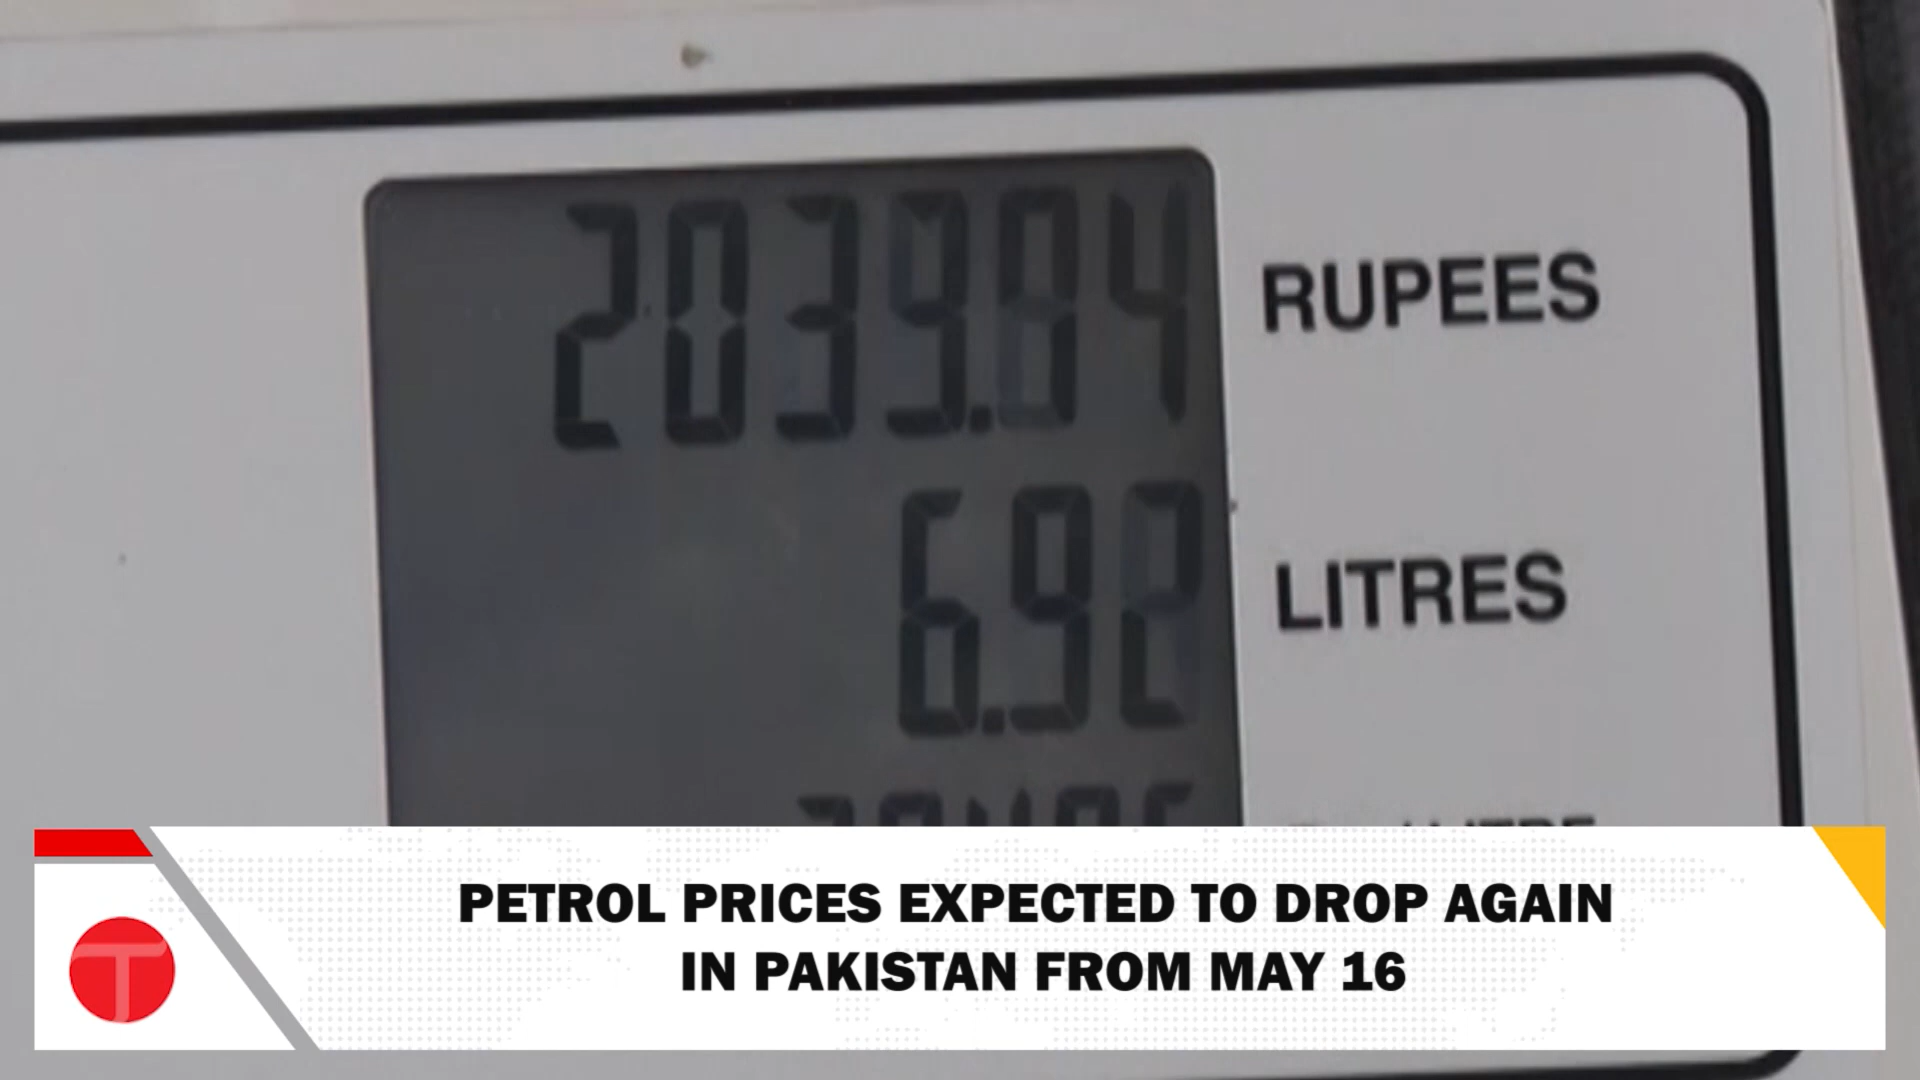 2039.84 RUPEES
6.92 LITRES
PETROL PRICES EXPECTED TO DROP AGAIN
IN PAKISTAN FROM MAY 16